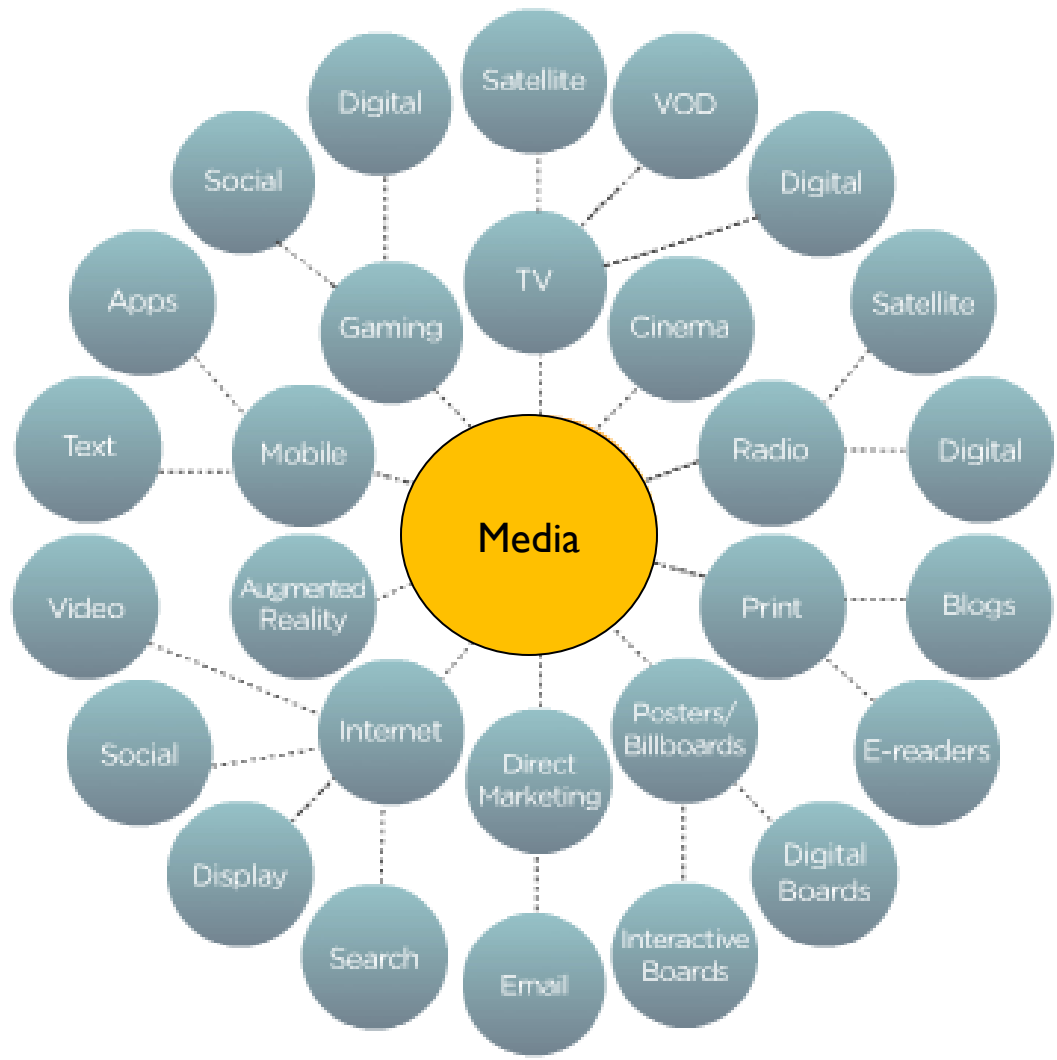 Satellite
Digital
VOD
Social
Digital
TV
Apps
Satellite
Gaming
Cinema
Text
Mobile
Radio
Digital
Media
Augmented
Reality
Video
Print
Blogs
Internet
Posters/
Billboards
Social
Direct
Marketing
E-readers
Display
Digital
Boards
Search
Interactive
Boards
Email